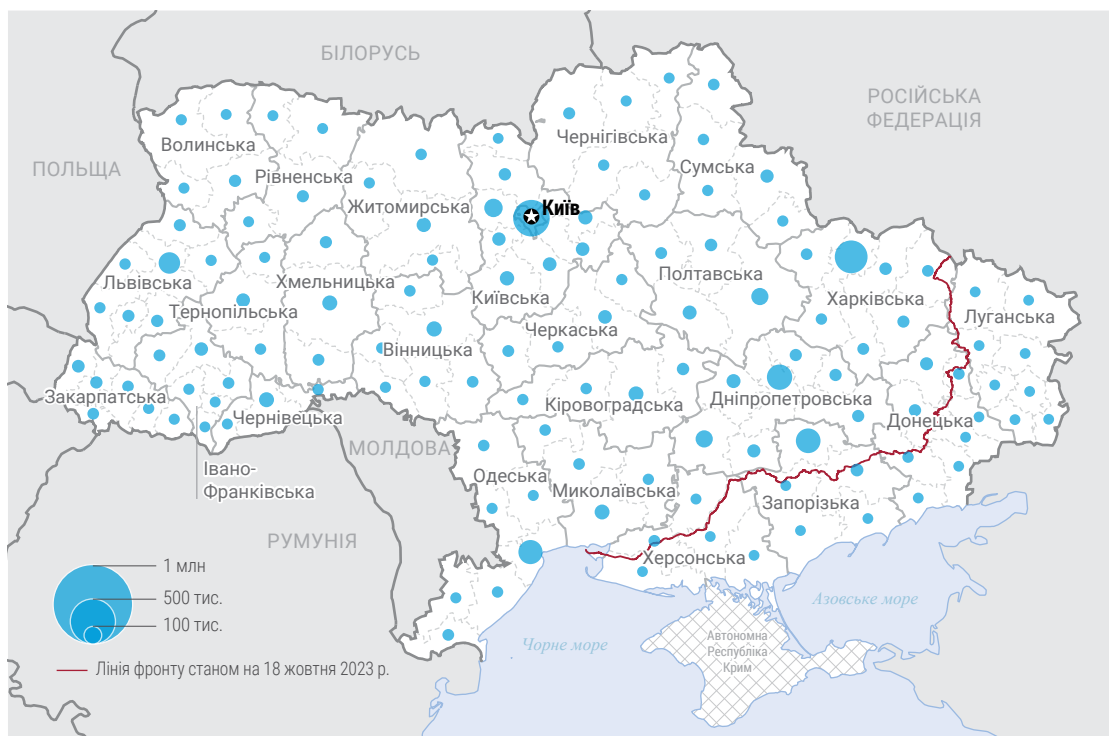 БІЛОРУСЬ
РОСІЙСЬКА
ФЕДЕРАЦІЯ
ПОЛЬЩА
Волинська
Рівненська
Чернігівська
Сумська
Житомирська
Київ
Львівська
Тернопільська
Хмельницька
Київська
Полтавська
Харківська
Луганська
Черкаська
Вінницька
Закарпатська
Чернівецька
Кіровоградська
Дніпропетровська
Донецька
МОЛДОВА
Івано-
Франківська
Одеська
Миколаївська
Запорізька
РУМУНІЯ
Херсонська
1 млн
500 тис.
100 тис.
Азовське море
Чорне море
Автономна
Республіка
Крим
Лінія фронту станом на 18 жовтня 2023 р.